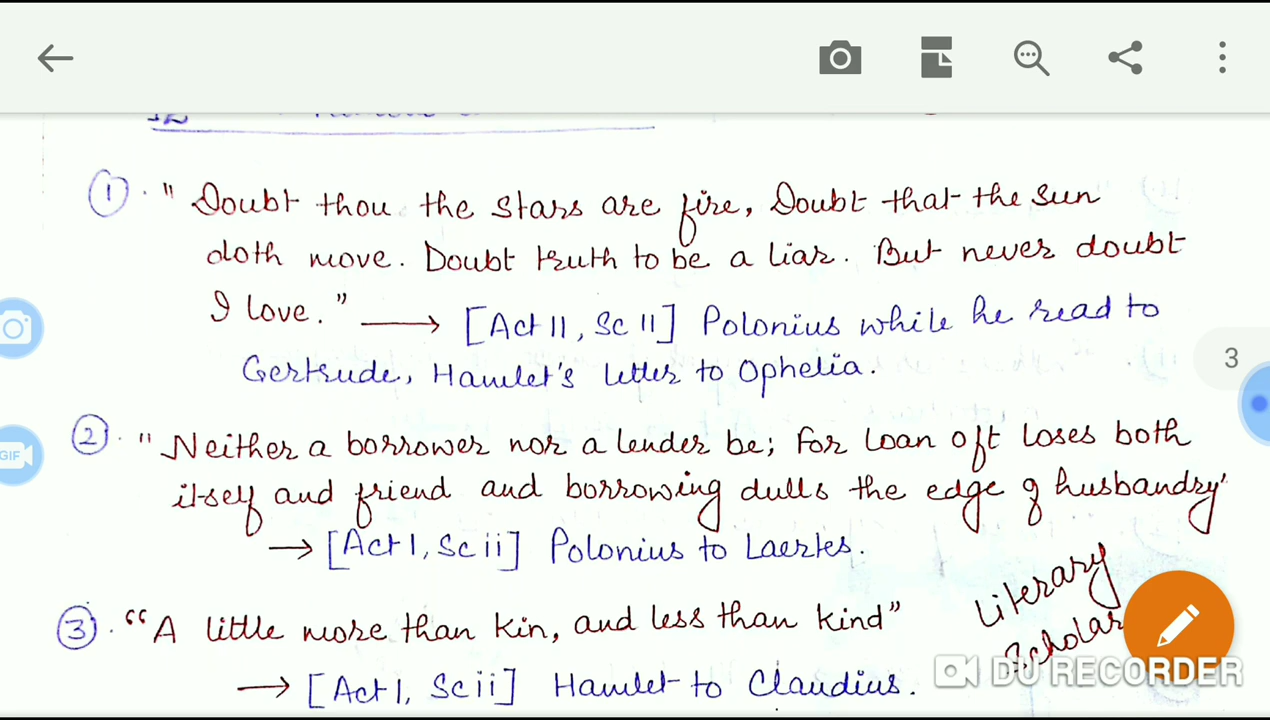 3
① . " Doubt thou the stars are fire, Doubt that the Sun
doth move. Doubt truth to be a liar. But never doubt
I love. " → [Act II, Sc II] Polonius while he read to
Gertrude, Hamlet's letter to Ophelia.
② . " Neither a borrower nor a lender be; For loan oft loses both
itself and friend and borrowing dulls the edge of husbandry'
→ [Act I, Sc ii] Polonius to Laertes.
③ . “A little more than kin, and less than kind”
→ [Act I, Sc ii] Hamlet to Claudius.
Literary
Scholar
GIF
DU RECORDER